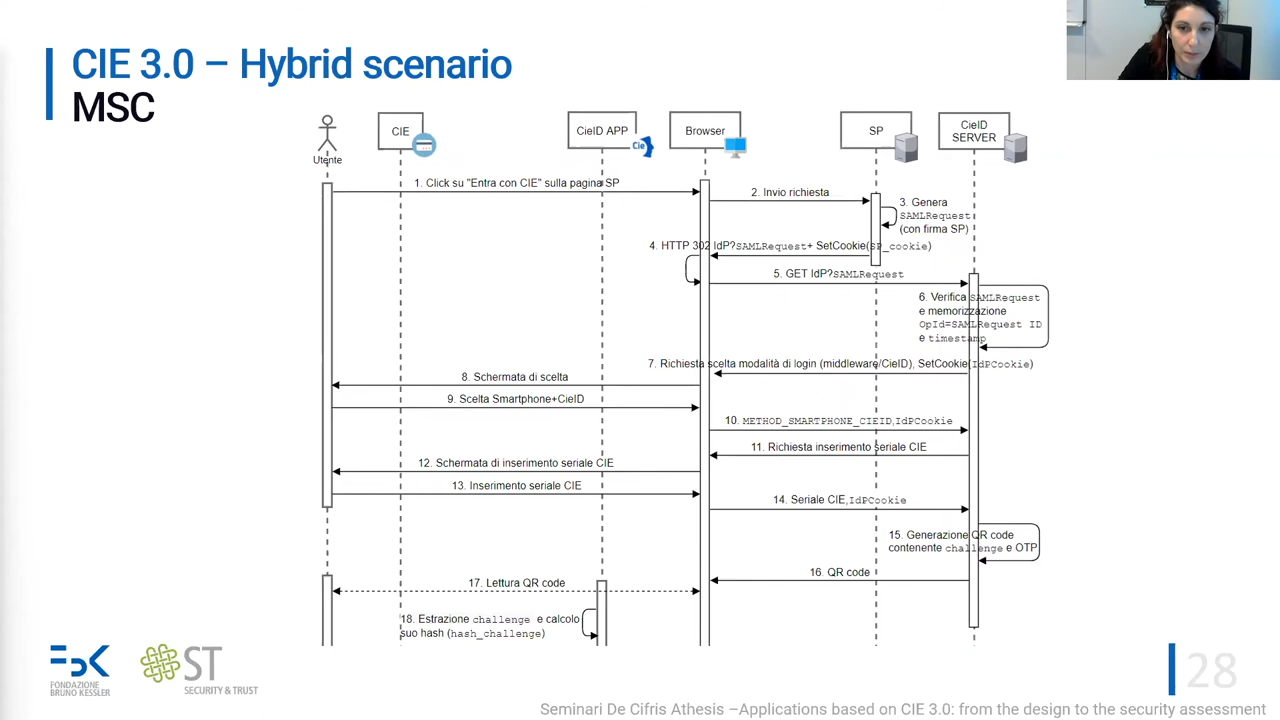 CIE 3.0 – Hybrid scenario
MSC
Utente
CIE
CieID APP
Cie
Browser
SP
CieID
SERVER
1. Click su "Entra con CIE" sulla pagina SP
2. Invio richiesta
3. Genera
SAMLRequest
(con firma SP)
4. HTTP 302 IdP?SAMLRequest+ SetCookie(SP_cookie)
5. GET IdP?SAMLRequest
6. Verifica SAMLRequest
e memorizzazione
OpId=SAMLRequest ID
e timestamp
7. Richiesta scelta modalità di login (middleware/CieID), SetCookie(IdPCookie)
8. Schermata di scelta
9. Scelta Smartphone+CieID
10. METHOD_SMARTPHONE_CIEID,IdPCookie
11. Richiesta inserimento seriale CIE
12. Schermata di inserimento seriale CIE
13. Inserimento seriale CIE
14. Seriale CIE,IdPCookie
15. Generazione QR code
contenente challenge e OTP
16. QR code
17. Lettura QR code
18. Estrazione challenge e calcolo
suo hash (hash_challenge)
FBK
FONDAZIONE
BRUNO KESSLER
ST
SECURITY & TRUST
28
Seminari De Cifris Athesis –Applications based on CIE 3.0: from the design to the security assessment